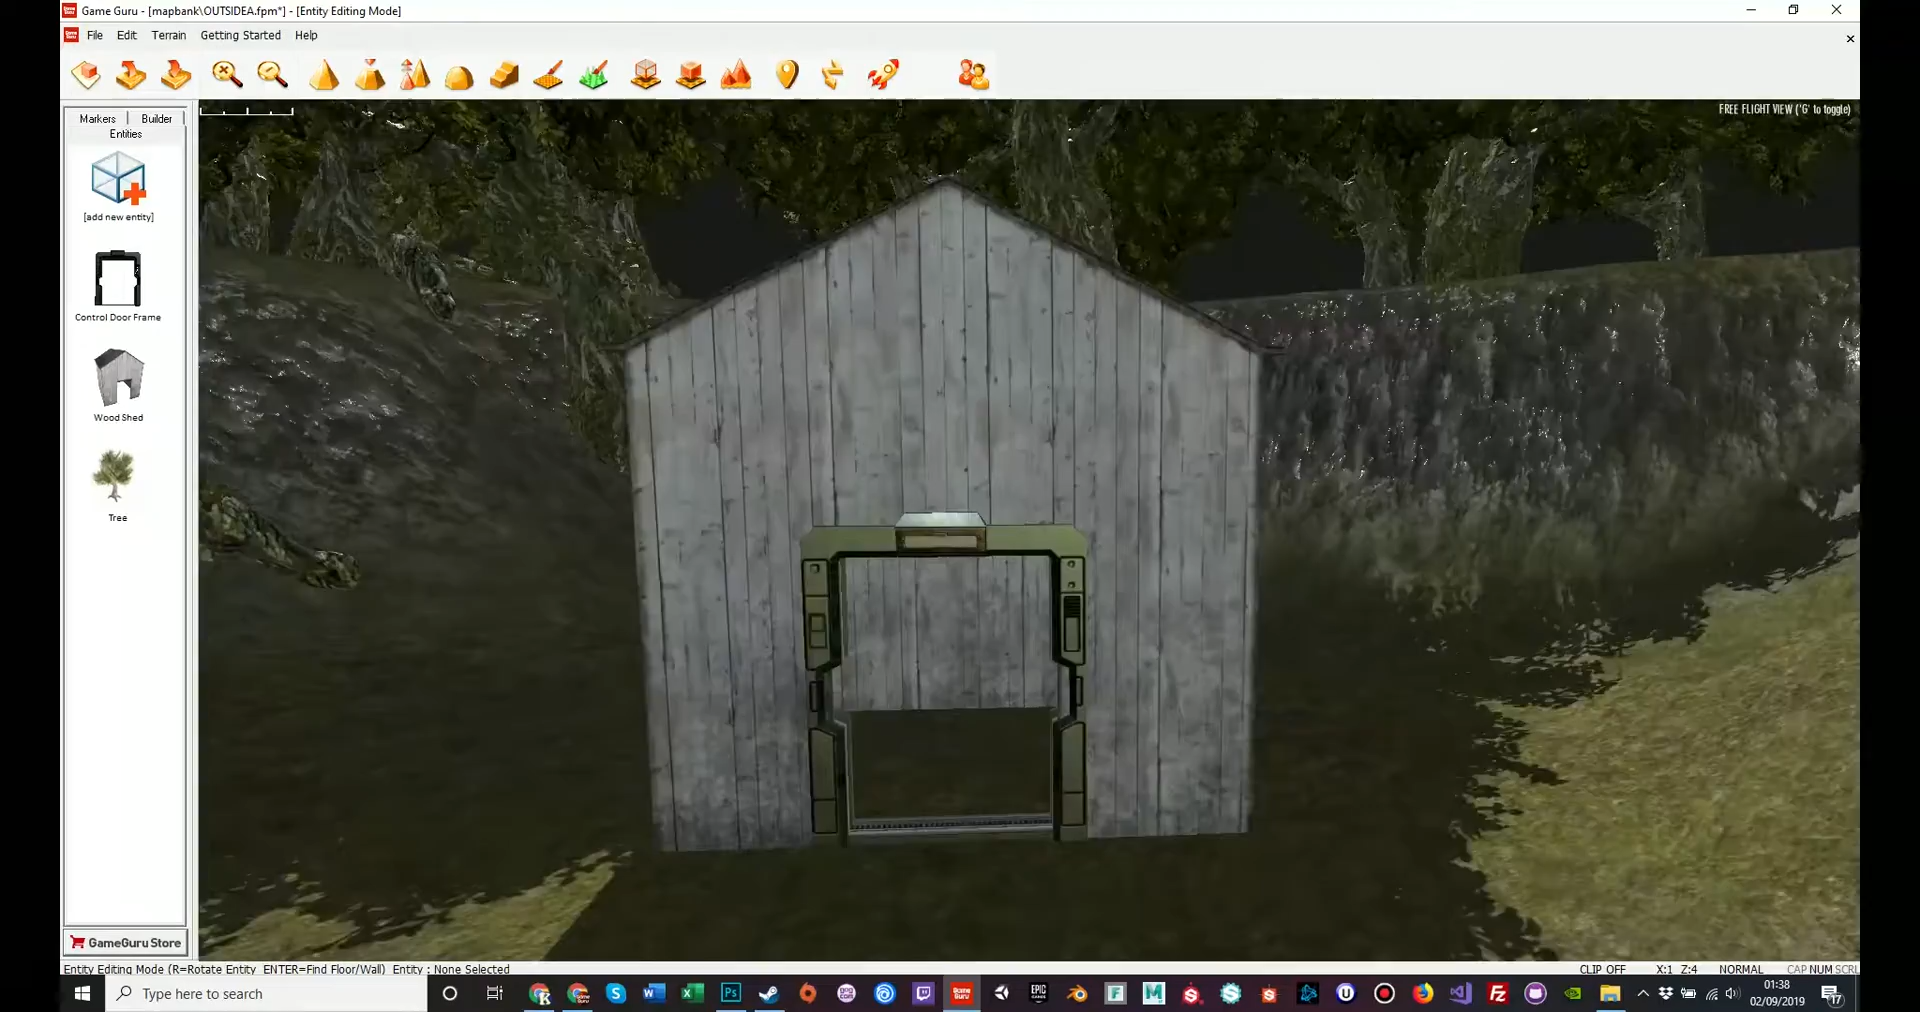 Game Guru - [mapbank\OUTSIDEA.fpm*] - [Entity Editing Mode]
File Edit Terrain Getting Started Help
FREE FLIGHT VIEW ('G' to toggle)
Markers Builder
Entities
[add new entity]
Control Door Frame
Wood Shed
Tree
GameGuru Store
Entity Editing Mode (R=Rotate Entity ENTER=Find Floor/Wall) Entity : None Selected CLIP OFF X:1 Z:4 NORMAL CAP NUM SCRL
Type here to search
01:38
02/09/2019
17